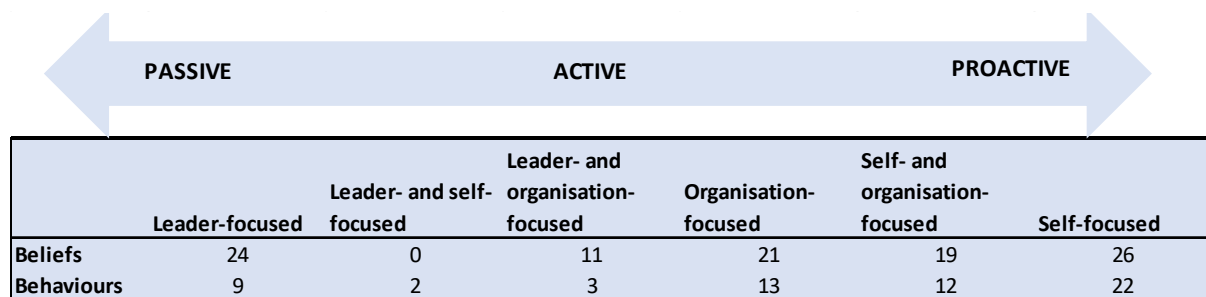 PASSIVE ACTIVE PROACTIVE
Leader-focused Leader- and self-focused Leader- and organisation-focused Organisation-focused Self- and organisation-focused Self-focused
Beliefs 24 0 11 21 19 26
Behaviours 9 2 3 13 12 22